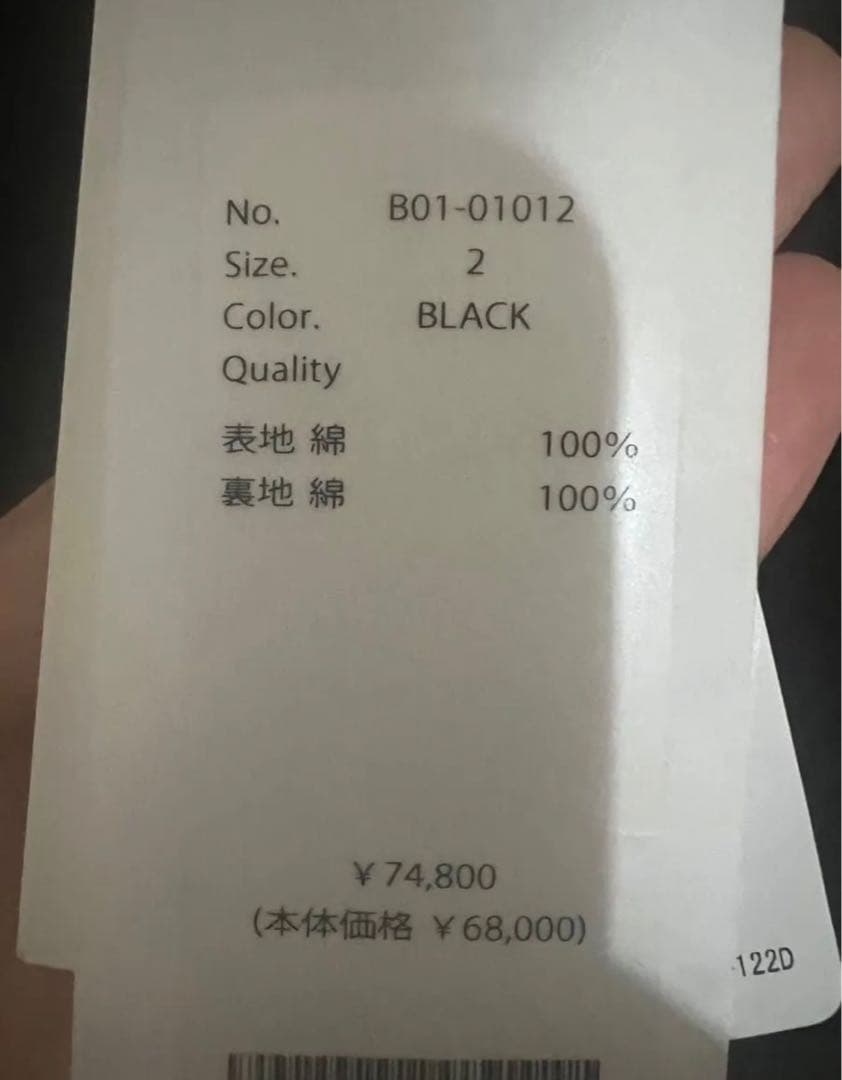 No. B01-01012
Size. 2
Color. BLACK
Quality
表地 綿 100%
裏地 綿 100%
¥74,800
(本体価格 ¥68,000)
122D